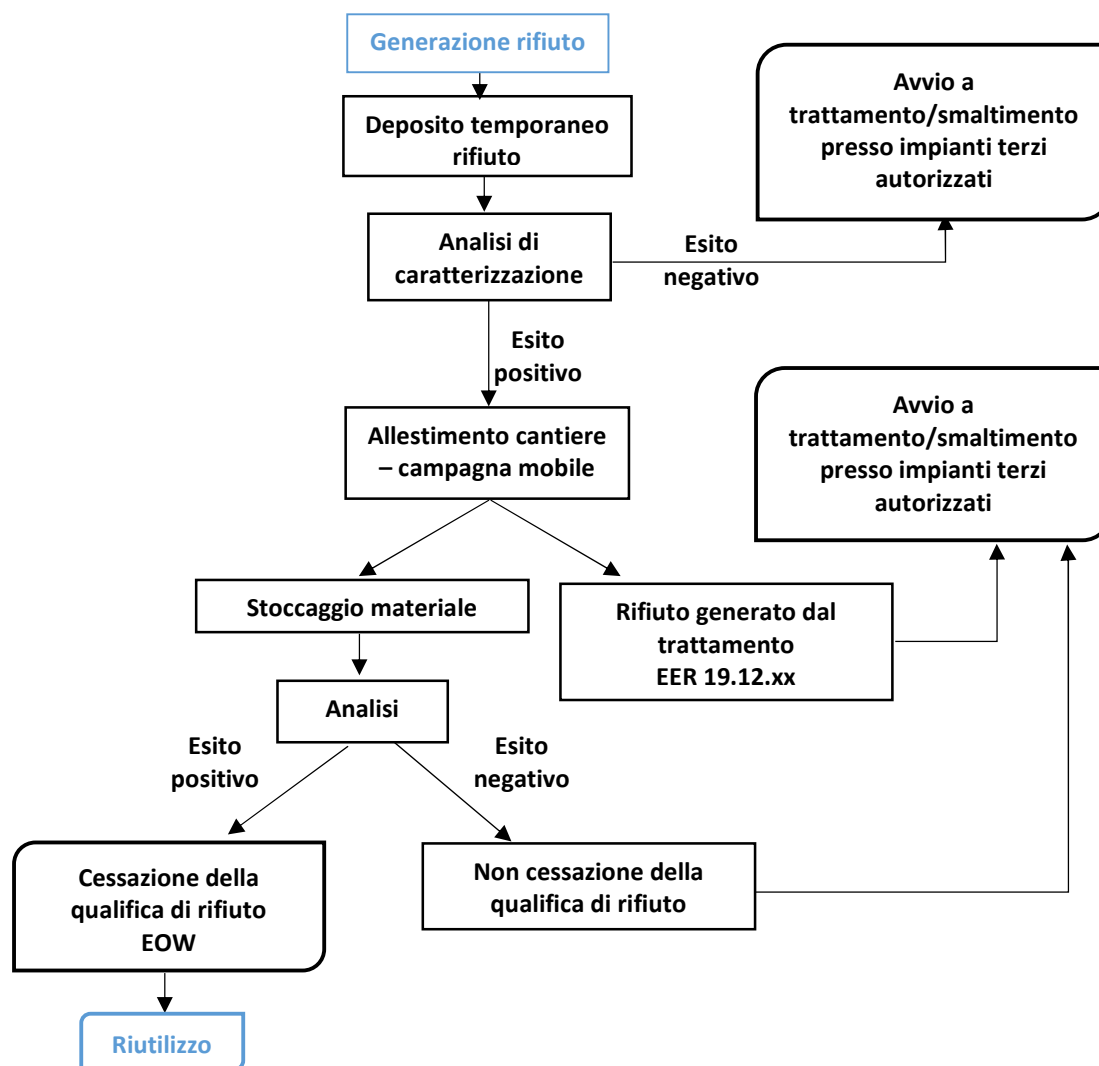 Generazione rifiuto
Avvio a
trattamento/smaltimento
presso impianti terzi
autorizzati
Deposito temporaneo
rifiuto
Analisi di
caratterizzazione
Esito
negativo
Esito
positivo
Allestimento cantiere
– campagna mobile
Avvio a
trattamento/smaltimento
presso impianti terzi
autorizzati
Stoccaggio materiale
Rifiuto generato dal
trattamento
EER 19.12.xx
Analisi
Esito
positivo
Esito
negativo
Cessazione della
qualifica di rifiuto
EOW
Non cessazione della
qualifica di rifiuto
Riutilizzo